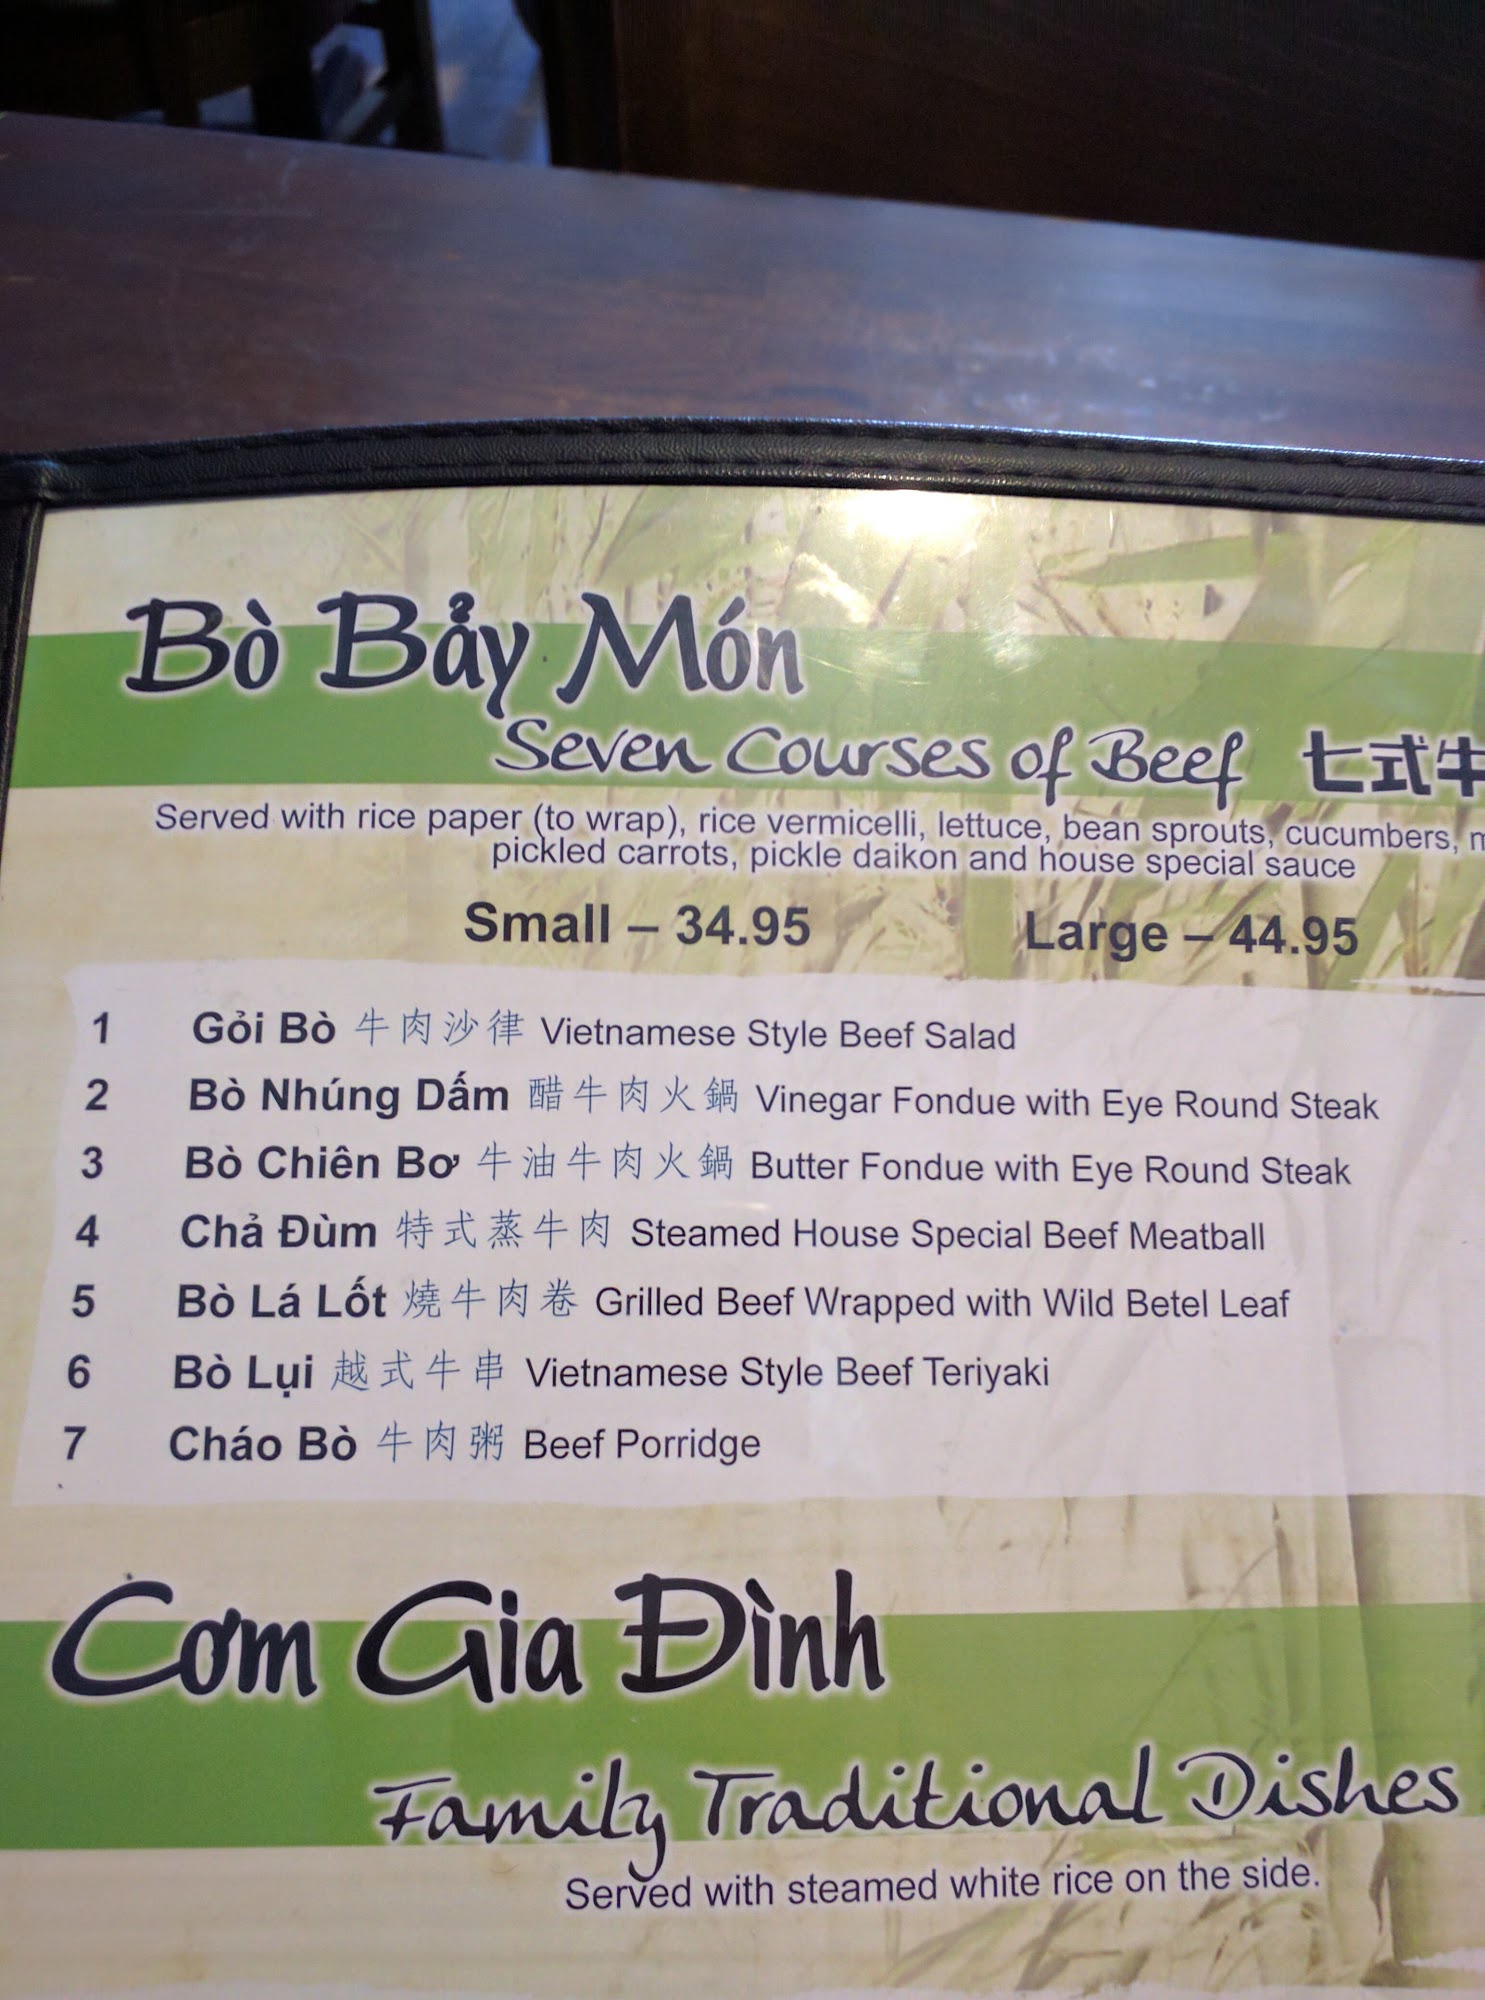 Bò Bảy Món
Seven Courses of Beef 七式牛
Served with rice paper (to wrap), rice vermicelli, lettuce, bean sprouts, cucumbers,
pickled carrots, pickle daikon and house special sauce
Small – 34.95 Large – 44.95
1 Gỏi Bò 牛肉沙律 Vietnamese Style Beef Salad
2 Bò Nhúng Dấm 醋牛肉火鍋 Vinegar Fondue with Eye Round Steak
3 Bò Chiên Bơ 牛油牛肉火鍋 Butter Fondue with Eye Round Steak
4 Chả Đùm 特式蒸牛肉 Steamed House Special Beef Meatball
5 Bò Lá Lốt 燒牛肉卷 Grilled Beef Wrapped with Wild Betel Leaf
6 Bò Lụi 越式牛串 Vietnamese Style Beef Teriyaki
7 Cháo Bò 牛肉粥 Beef Porridge
Cơm Gia Đình
Family Traditional Dishes
Served with steamed white rice on the side.